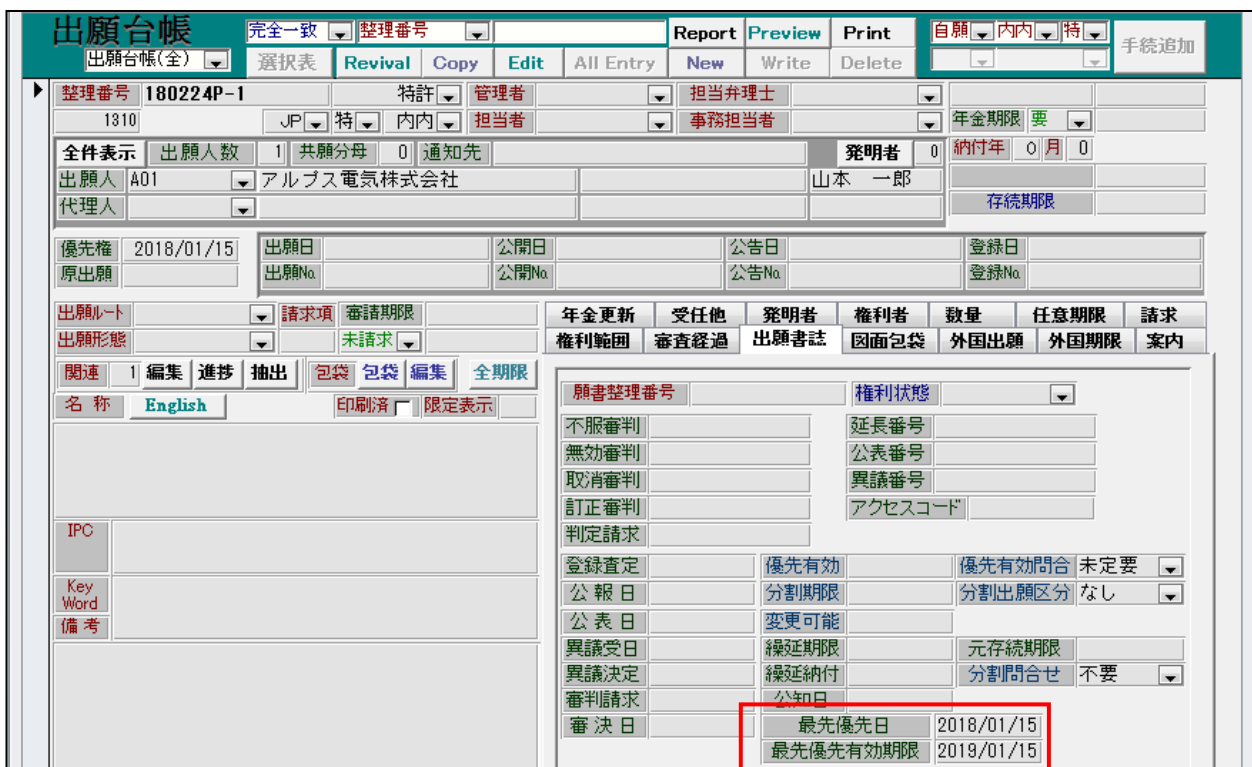 出願台帳 完全一致 整理番号 Report Preview Print 自願 内内 特 手続追加
出願台帳(全) 選択表 Revival Copy Edit All Entry New Write Delete
整理番号 180224P-1 特許 管理者 担当弁理士
1310 JP 特 内内 担当者 事務担当者 年金期限 要
全件表示 出願人数 1 共願分母 0 通知先 発明者 0 納付年 0 月 0
出願人 A01 アルプス電気株式会社 山本 一郎
代理人 存続期限
優先権 2018/01/15 出願日 公開日 公告日 登録日
原出願 出願No. 公開No. 公告No. 登録No.
出願ルート 請求項 審請期限 年金更新 受任他 発明者 権利者 数量 任意期限 請求
出願形態 未請求 権利範囲 審査経過 出願書誌 図面包袋 外国出願 外国期限 案内
関連 1 編集 進捗 抽出 包袋 包袋 編集 全期限
名 称 English 印刷済 限定表示 願書整理番号 権利状態
不服審判 延長番号
無効審判 公表番号
取消審判 異議番号
訂正審判 アクセスコード
IPC 判定請求
登録査定 優先有効 優先有効問合 未定要
Key Word 公 報 日 分割期限 分割出願区分 なし
備 考 公 表 日 変更可能
異議受日 繰延期限 元存続期限
異議決定 繰延納付 分割問合せ 不要
審判請求 公知日
審 決 日 最先優先日 2018/01/15
最先優先有効期限 2019/01/15